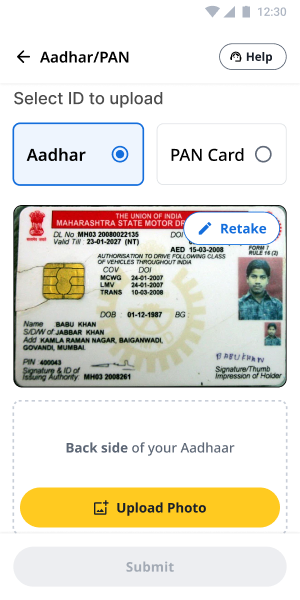 12:30
Aadhar/PAN
Help
Select ID to upload
Aadhar
PAN Card
THE UNION OF INDIA
MAHARASHTRA STATE MOTOR
Retake
DL No MH03 20080022135
DOI
Valid Till 23-01-2027 (NT)
AED 15-03-2008
FORM 7
RULE 16 (2)
AUTHORISATION TO DRIVE FOLLOWING CLASS
OF VEHICLES THROUGHOUT INDIA
COV DOI
MCWG 24-01-2007
LMV 24-01-2007
TRANS 10-03-2008
DOB 01-12-1987 BG
Name BABU KHAN
S/D/W of JABBAR KHAN
Add KAMLA RAMAN NAGAR, BAIGANWADI,
GOVANDI, MUMBAI.
PIN 400043
Signature & ID of
Issuing Authority: MH03 2008261
BABUKHAN
Signature/Thumb
Impression of Holder
Back side of your Aadhaar
Upload Photo
Submit